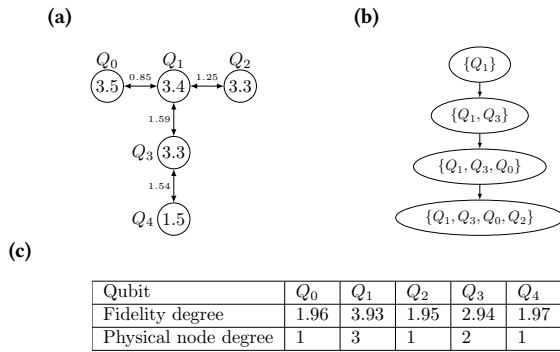 (a)
(b)
Q₀ Q₁ Q₂
3.5 0.85 3.4 1.25 3.3
1.59
Q₃ 3.3
1.54
Q₄ 1.5
{Q₁}
{Q₁, Q₃}
{Q₁, Q₃, Q₀}
{Q₁, Q₃, Q₀, Q₂}
(c)
Qubit Q₀ Q₁ Q₂ Q₃ Q₄
Fidelity degree 1.96 3.93 1.95 2.94 1.97
Physical node degree 1 3 1 2 1